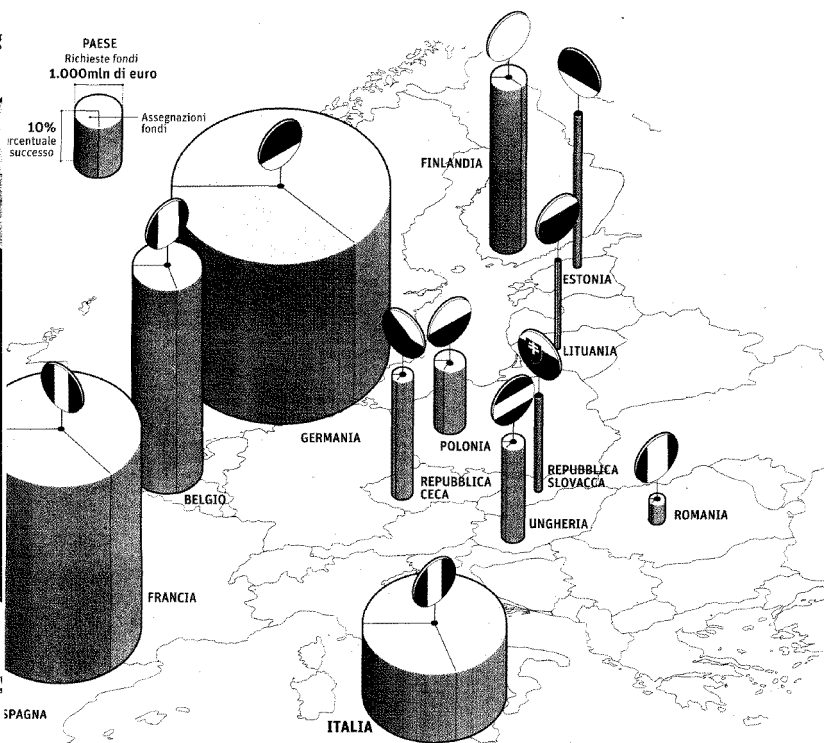 PAESE
Richieste fondi
1.000mln di euro
Assegnazioni
fondi
10%
rcentuale
successo
FINLANDIA
ESTONIA
LITUANIA
GERMANIA
POLONIA
REPUBBLICA
CECA
REPUBBLICA
SLOVACCA
BELGIO
UNGHERIA
ROMANIA
FRANCIA
SPAGNA
ITALIA